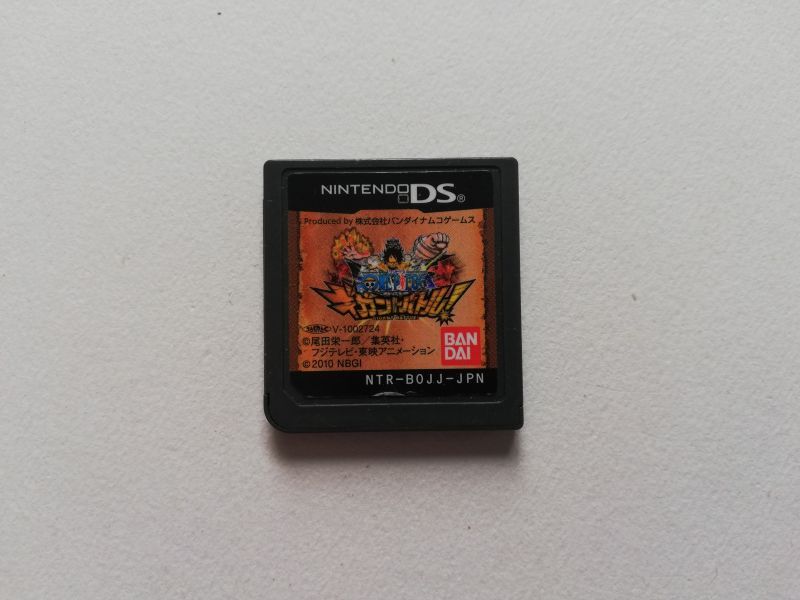 NINTENDO DS®
Produced by 株式会社バンダイナムコゲームス
ONE PIECE
ギガントバトル!
V-1002724
©尾田栄一郎/集英社・
フジテレビ・東映アニメーション
©2010 NBGI
BAN
DAI
NTR-BOJJ-JPN